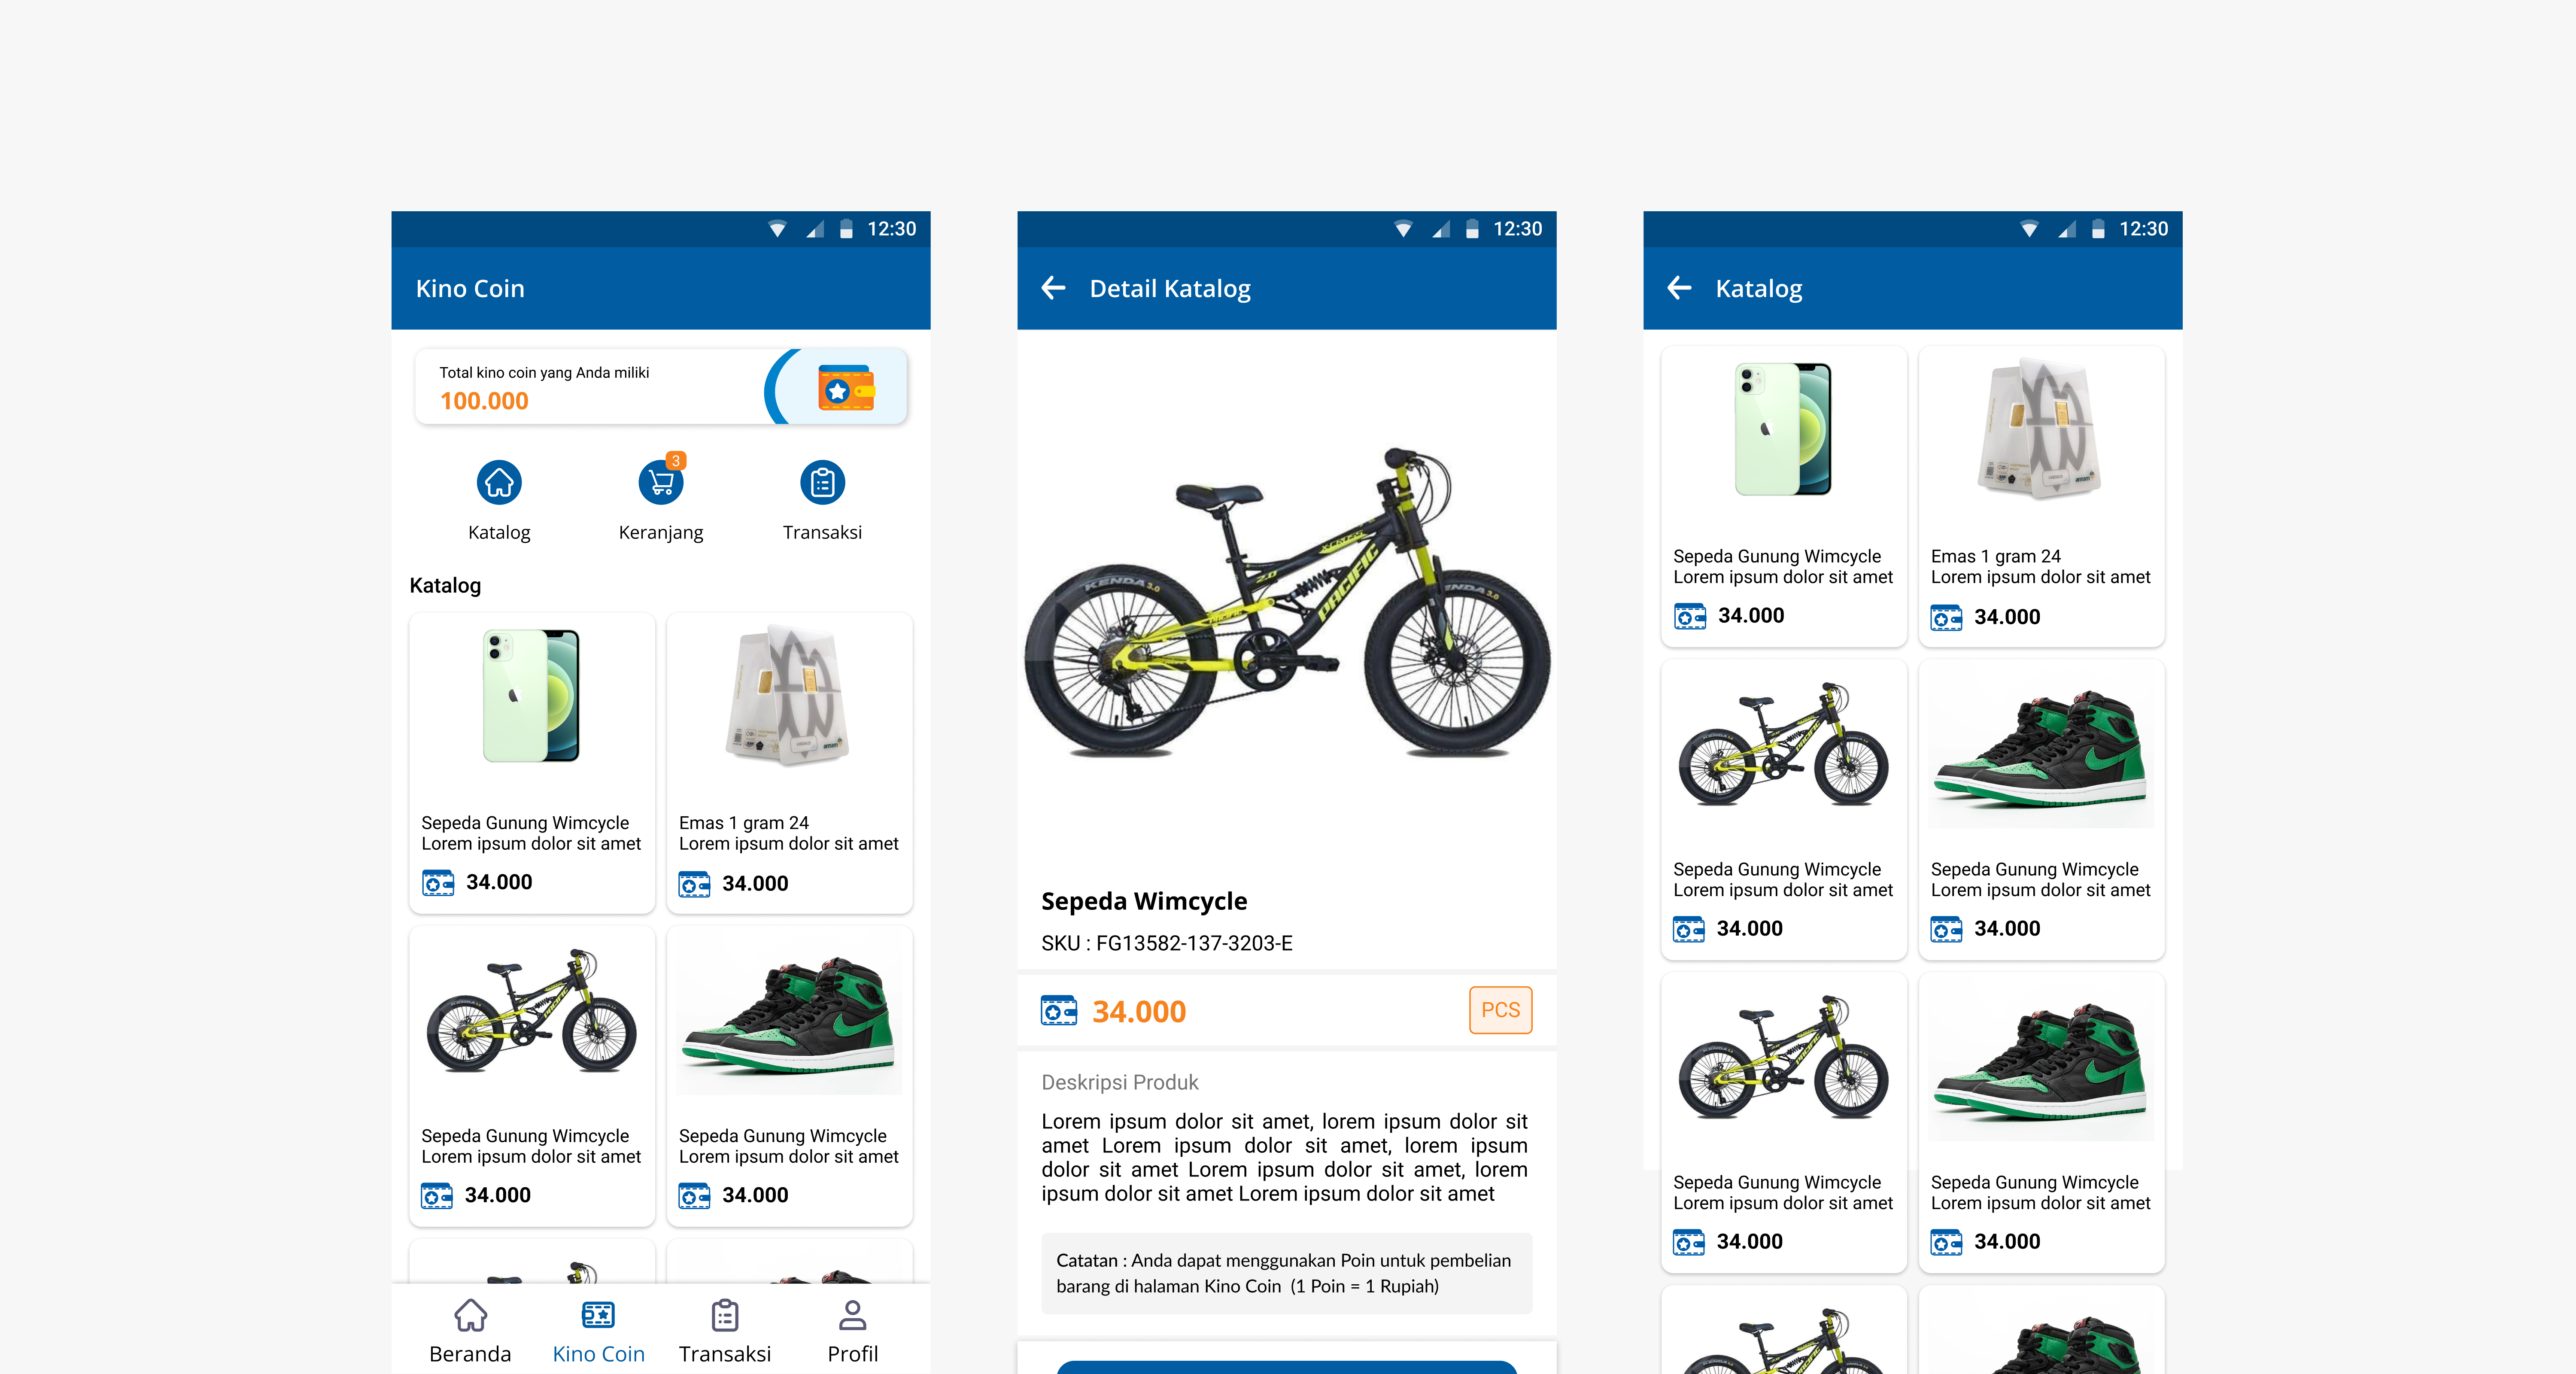 12:30
Kino Coin
Total kino coin yang Anda miliki
100.000
3
Katalog
Keranjang
Transaksi
Katalog
Sepeda Gunung Wimcycle
Lorem ipsum dolor sit amet
34.000
Emas 1 gram 24
Lorem ipsum dolor sit amet
34.000
Sepeda Gunung Wimcycle
Lorem ipsum dolor sit amet
34.000
Sepeda Gunung Wimcycle
Lorem ipsum dolor sit amet
34.000
Beranda
Kino Coin
Transaksi
Profil
12:30
Detail Katalog
KENDA 3.0
2.0
PACIFIC
Sepeda Wimcycle
SKU : FG13582-137-3203-E
34.000
PCS
Deskripsi Produk
Lorem ipsum dolor sit amet, lorem ipsum dolor sit
amet Lorem ipsum dolor sit amet, lorem ipsum
dolor sit amet Lorem ipsum dolor sit amet, lorem
ipsum dolor sit amet Lorem ipsum dolor sit amet
Catatan : Anda dapat menggunakan Poin untuk pembelian
barang di halaman Kino Coin (1 Poin = 1 Rupiah)
12:30
Katalog
Sepeda Gunung Wimcycle
Lorem ipsum dolor sit amet
34.000
Emas 1 gram 24
Lorem ipsum dolor sit amet
34.000
Sepeda Gunung Wimcycle
Lorem ipsum dolor sit amet
34.000
Sepeda Gunung Wimcycle
Lorem ipsum dolor sit amet
34.000
Sepeda Gunung Wimcycle
Lorem ipsum dolor sit amet
34.000
Sepeda Gunung Wimcycle
Lorem ipsum dolor sit amet
34.000